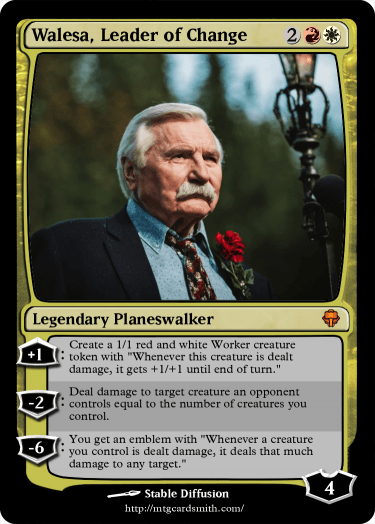 Walesa, Leader of Change 2
Legendary Planeswalker
+1 : Create a 1/1 red and white Worker creature
token with "Whenever this creature is dealt
damage, it gets +1/+1 until end of turn."
-2 : Deal damage to target creature an opponent
controls equal to the number of creatures you
control.
-6 : You get an emblem with "Whenever a creature
you control is dealt damage, it deals that much
damage to any target."
4
Stable Diffusion
http://mtgcardsmith.com/